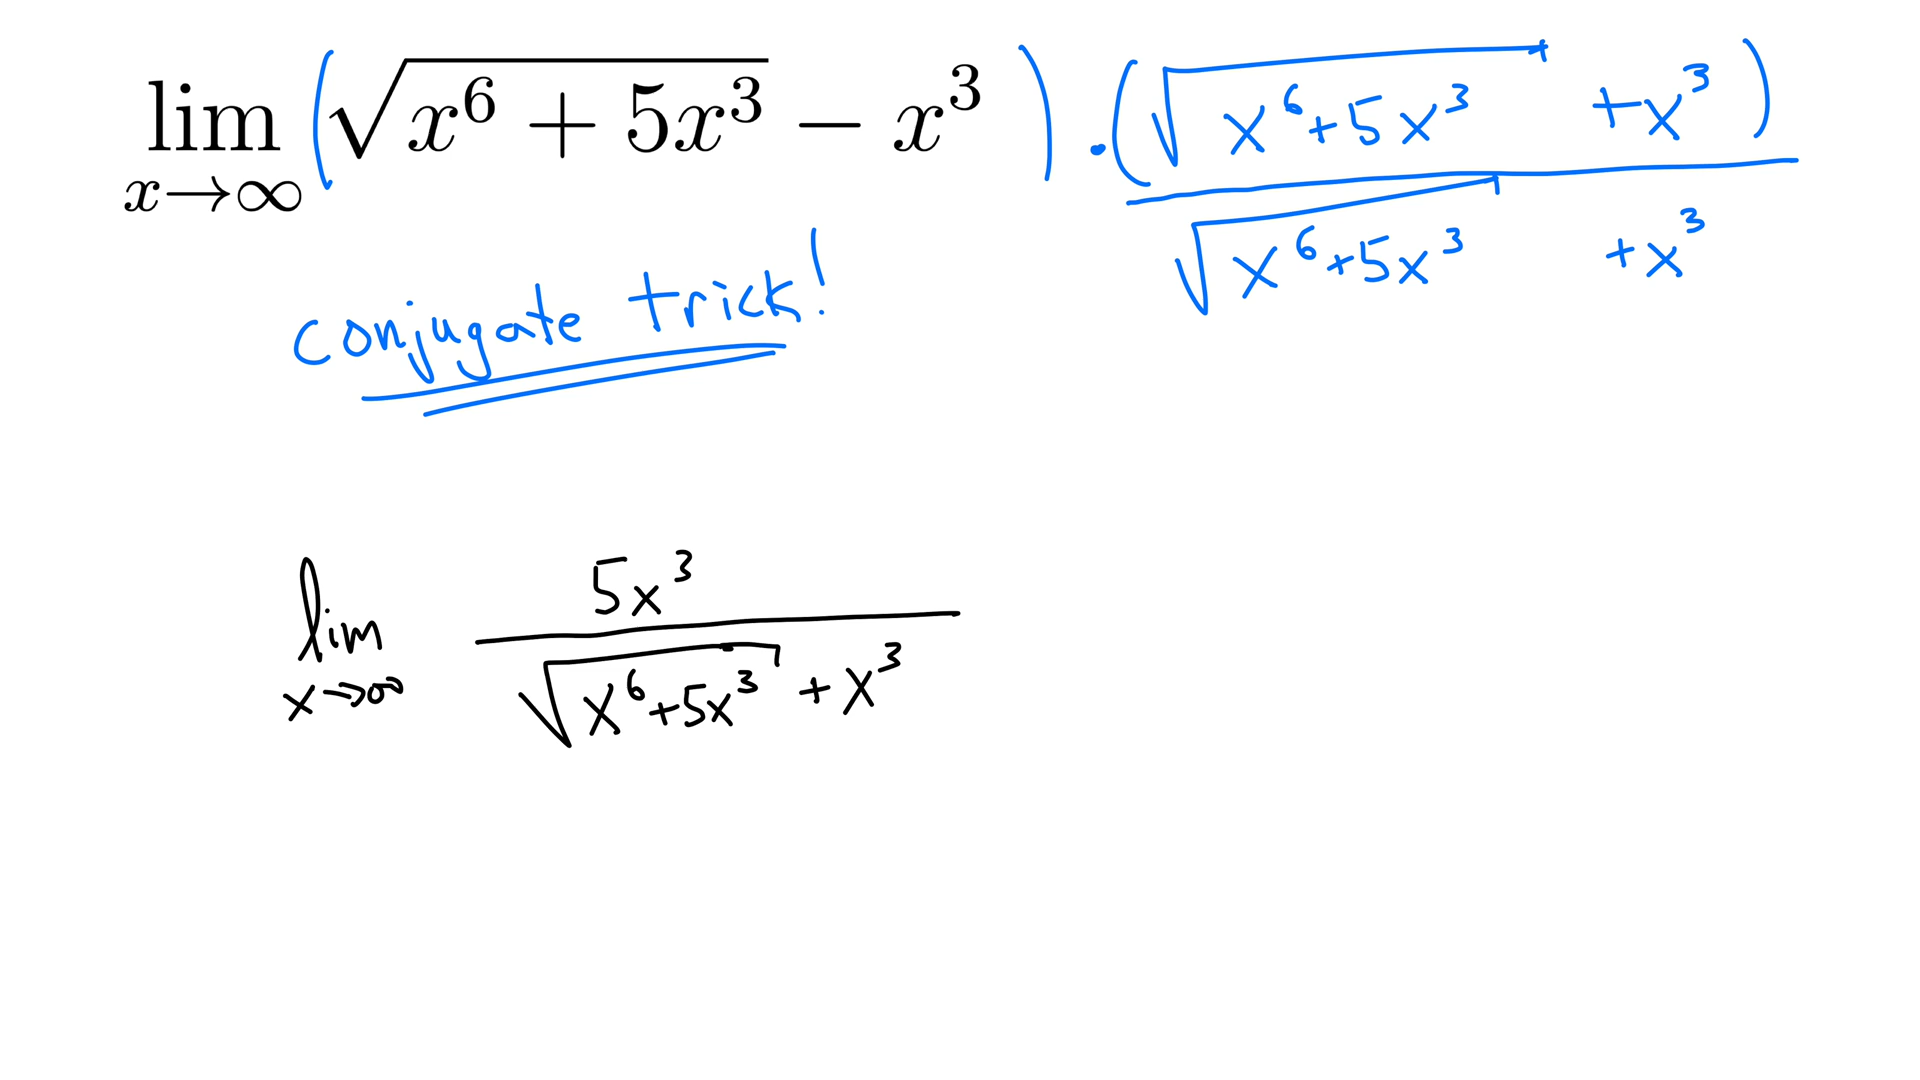 lim x→∞ (√(x⁶ + 5x³) − x³) · (√(x⁶+5x³) +x³) / (√(x⁶+5x³) +x³)
conjugate trick!
lim x→∞ 5x³ / (√(x⁶+5x³) + x³)